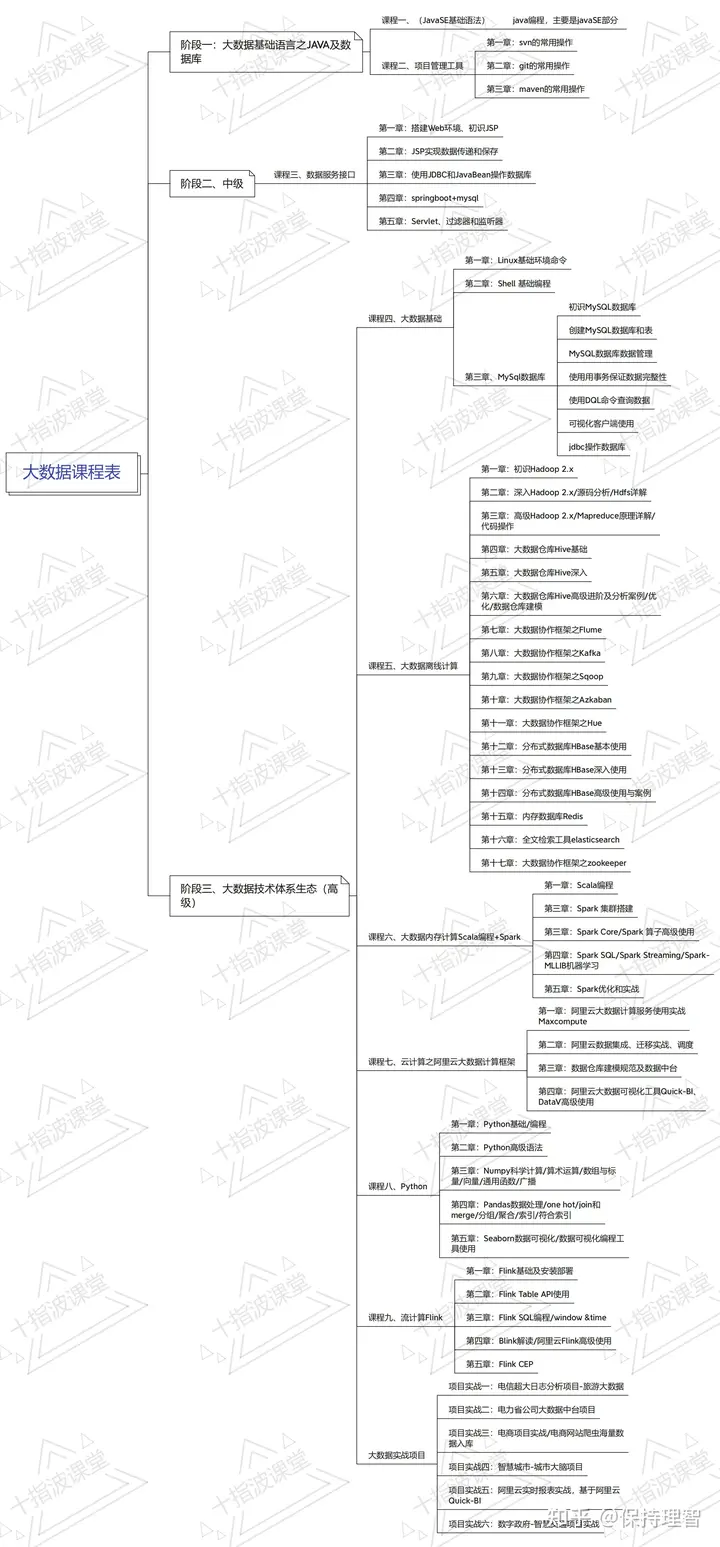 大数据课程表
阶段一：大数据基础语言之JAVA及数
据库
课程一、（JavaSE基础语法）
java编程，主要是javaSE部分
课程二、项目管理工具
第一章：svn的常用操作
第二章：git的常用操作
第三章：maven的常用操作
阶段二、中级
课程三、数据服务接口
第一章：搭建Web环境、初识JSP
第二章：JSP实现数据传递和保存
第三章：使用JDBC和JavaBean操作数据库
第四章：springboot+mysql
第五章：Servlet、过滤器和监听器
阶段三、大数据技术体系生态（高
级）
课程四、大数据基础
第一章：Linux基础环境命令
第二章：Shell 基础编程
第三章、MySql数据库
初识MySQL数据库
创建MySQL数据库和表
MySQL数据库数据管理
使用用事务保证数据完整性
使用DQL命令查询数据
可视化客户端使用
jdbc操作数据库
课程五、大数据离线计算
第一章：初识Hadoop 2.x
第二章：深入Hadoop 2.x/源码分析/Hdfs详解
第三章：高级Hadoop 2.x/Mapreduce原理详解/
代码操作
第四章：大数据仓库Hive基础
第五章：大数据仓库Hive深入
第六章：大数据仓库Hive高级进阶及分析案例/优
化/数据仓库建模
第七章：大数据协作框架之Flume
第八章：大数据协作框架之Kafka
第九章：大数据协作框架之Sqoop
第十章：大数据协作框架之Azkaban
第十一章：大数据协作框架之Hue
第十二章：分布式数据库HBase基本使用
第十三章：分布式数据库HBase深入使用
第十四章：分布式数据库HBase高级使用与案例
第十五章：内存数据库Redis
第十六章：全文检索工具elasticsearch
第十七章：大数据协作框架之zookeeper
课程六、大数据内存计算Scala编程+Spark
第一章：Scala编程
第三章：Spark 集群搭建
第三章：Spark Core/Spark 算子高级使用
第四章：Spark SQL/Spark Streaming/Spark-
MLLIB机器学习
第五章：Spark优化和实战
课程七、云计算之阿里云大数据计算框架
第一章：阿里云大数据计算服务使用实战
Maxcompute
第二章：阿里云数据集成、迁移实战、调度
第三章：数据仓库建模规范及数据中台
第四章：阿里云大数据可视化工具Quick-BI、
DataV高级使用
课程八、Python
第一章：Python基础/编程
第二章：Python高级语法
第三章：Numpy科学计算/算术运算/数组与标
量/向量/通用函数/广播
第四章：Pandas数据处理/one hot/join和
merge/分组/聚合/索引/符合索引
第五章：Seaborn数据可视化/数据可视化编程工
具使用
课程九、流计算Flink
第一章：Flink基础及安装部署
第二章：Flink Table API使用
第三章：Flink SQL编程/window &time
第四章：Blink解读/阿里云Flink高级使用
第五章：Flink CEP
大数据实战项目
项目实战一：电信超大日志分析项目-旅游大数据
项目实战二：电力省公司大数据中台项目
项目实战三：电商项目实战/电商网站爬虫海量数
据入库
项目实战四：智慧城市-城市大脑项目
项目实战五：阿里云实时报表实战，基于阿里云
Quick-BI
项目实战六：数字政府-智慧项目实战
知乎 @保持理智
十指波课堂